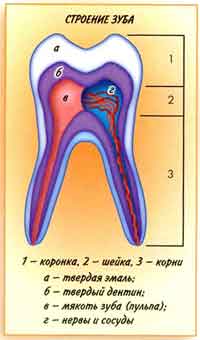 СТРОЕНИЕ ЗУБА
а
1
б
в
г
2
3
1 – коронка, 2 – шейка, 3 – корни
а – твердая эмаль;
б – твердый дентин;
в – мякоть зуба (пульпа);
г – нервы и сосуды